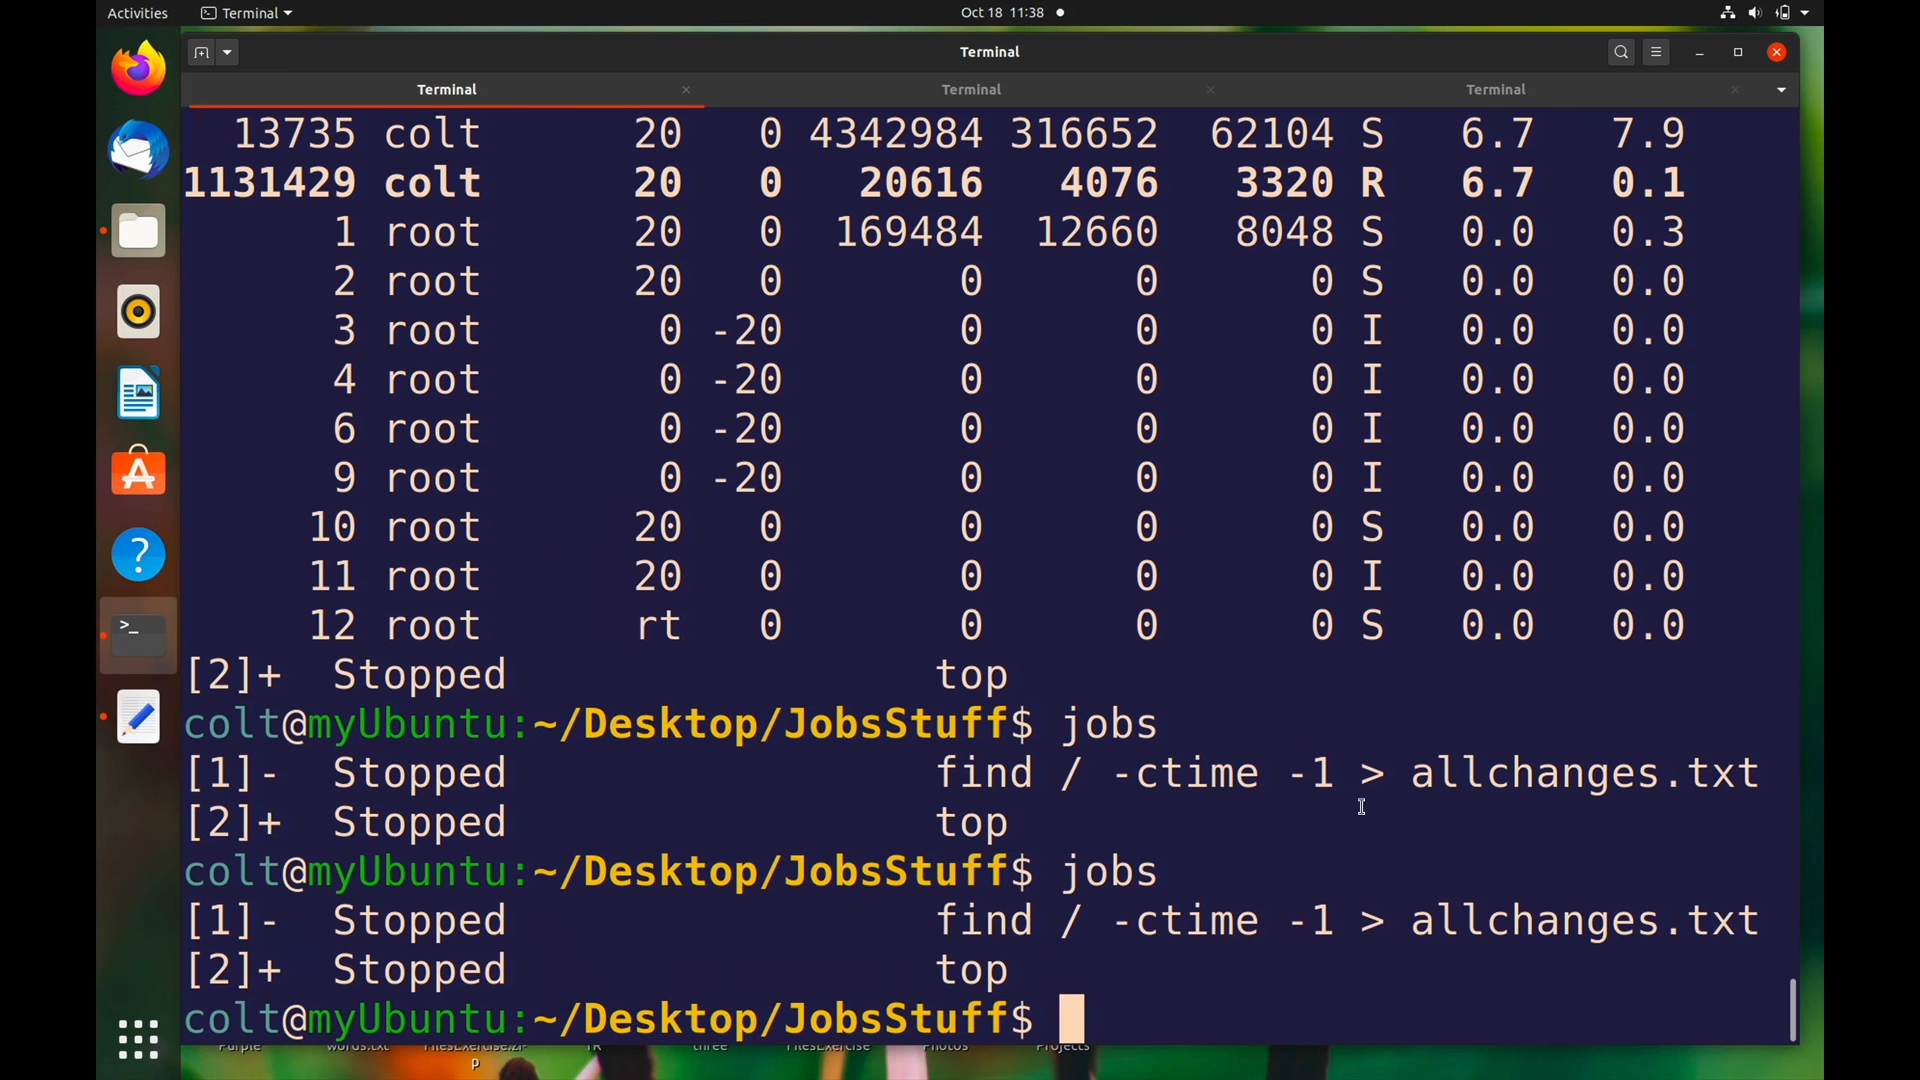 Activities Terminal Oct 18 11:38
Terminal
Terminal Terminal Terminal
13735 colt 20 0 4342984 316652 62104 S 6.7 7.9
1131429 colt 20 0 20616 4076 3320 R 6.7 0.1
1 root 20 0 169484 12660 8048 S 0.0 0.3
2 root 20 0 0 0 0 S 0.0 0.0
3 root 0 -20 0 0 0 I 0.0 0.0
4 root 0 -20 0 0 0 I 0.0 0.0
6 root 0 -20 0 0 0 I 0.0 0.0
9 root 0 -20 0 0 0 I 0.0 0.0
10 root 20 0 0 0 0 S 0.0 0.0
11 root 20 0 0 0 0 I 0.0 0.0
12 root rt 0 0 0 0 S 0.0 0.0
[2]+ Stopped top
colt@myUbuntu:~/Desktop/JobsStuff$ jobs
[1]- Stopped find / -ctime -1 > allchanges.txt
[2]+ Stopped top
colt@myUbuntu:~/Desktop/JobsStuff$ jobs
[1]- Stopped find / -ctime -1 > allchanges.txt
[2]+ Stopped top
colt@myUbuntu:~/Desktop/JobsStuff$
Purple words.txt three FilesExercise Photos Projects
p